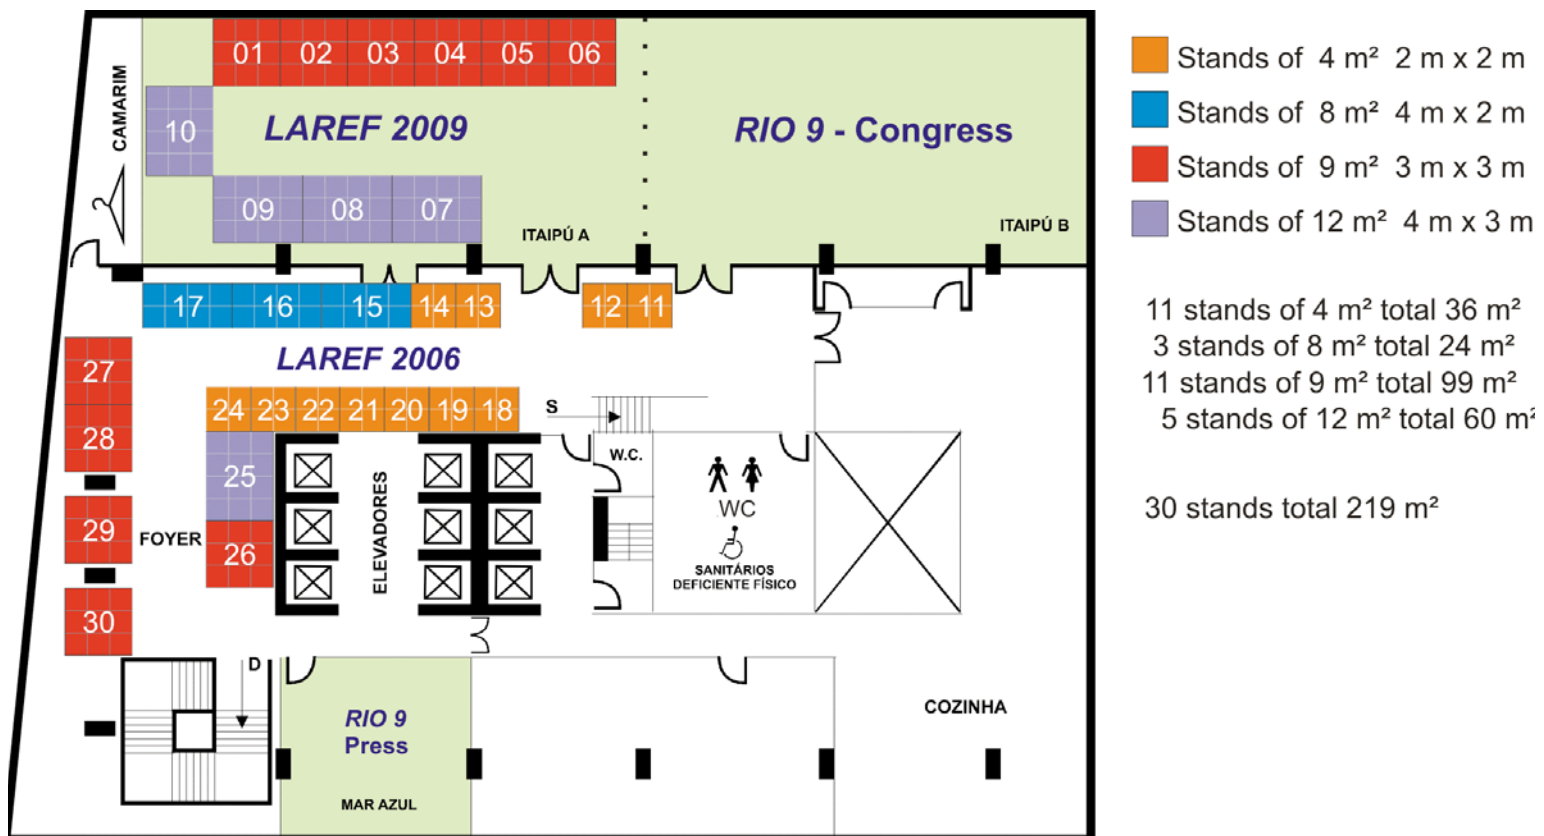 01 02 03 04 05 06
CAMARIM
10
LAREF 2009
RIO 9 - Congress
09 08 07
ITAIPÚ A
ITAIPÚ B
17 16 15 14 13 12 11
LAREF 2006
27
28
29
30
24 23 22 21 20 19 18
S
25
26
FOYER
ELEVADORES
W.C.
WC
SANITÁRIOS
DEFICIENTE FÍSICO
D
RIO 9
Press
MAR AZUL
COZINHA
Stands of 4 m² 2 m x 2 m
Stands of 8 m² 4 m x 2 m
Stands of 9 m² 3 m x 3 m
Stands of 12 m² 4 m x 3 m
11 stands of 4 m² total 36 m²
3 stands of 8 m² total 24 m²
11 stands of 9 m² total 99 m²
5 stands of 12 m² total 60 m²
30 stands total 219 m²